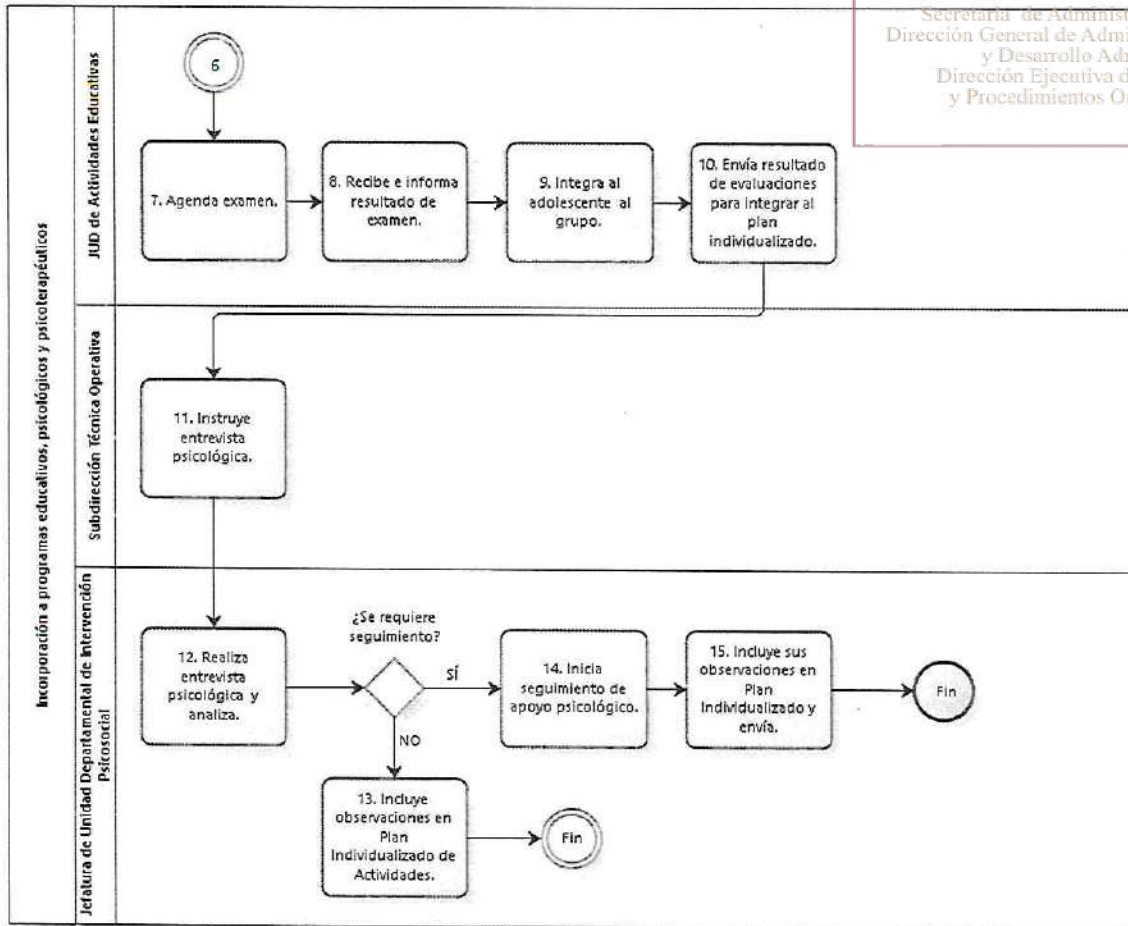 Secretaría de Administ
Dirección General de Admi
y Desarrollo Adm
Dirección Ejecutiva d
y Procedimientos O
Incorporación a programas educativos, psicológicos y psicoterapéuticos
JUD de Actividades Educativas
6
7. Agenda examen.
8. Recibe e informa
resultado de
examen.
9. Integra al
adolescente al
grupo.
10. Envía resultado
de evaluaciones
para integrar al
plan
individualizado.
Subdirección Técnica Operativa
11. Instruye
entrevista
psicológica.
Jefatura de Unidad Departamental de Intervención
Psicosocial
12. Realiza
entrevista
psicológica y
analiza.
¿Se requiere
seguimiento?
SÍ
NO
14. Inicia
seguimiento de
apoyo psicológico.
15. Incluye sus
observaciones en
Plan
Individualizado y
envía.
Fin
13. Incluye
observaciones en
Plan
Individualizado de
Actividades.
Fin